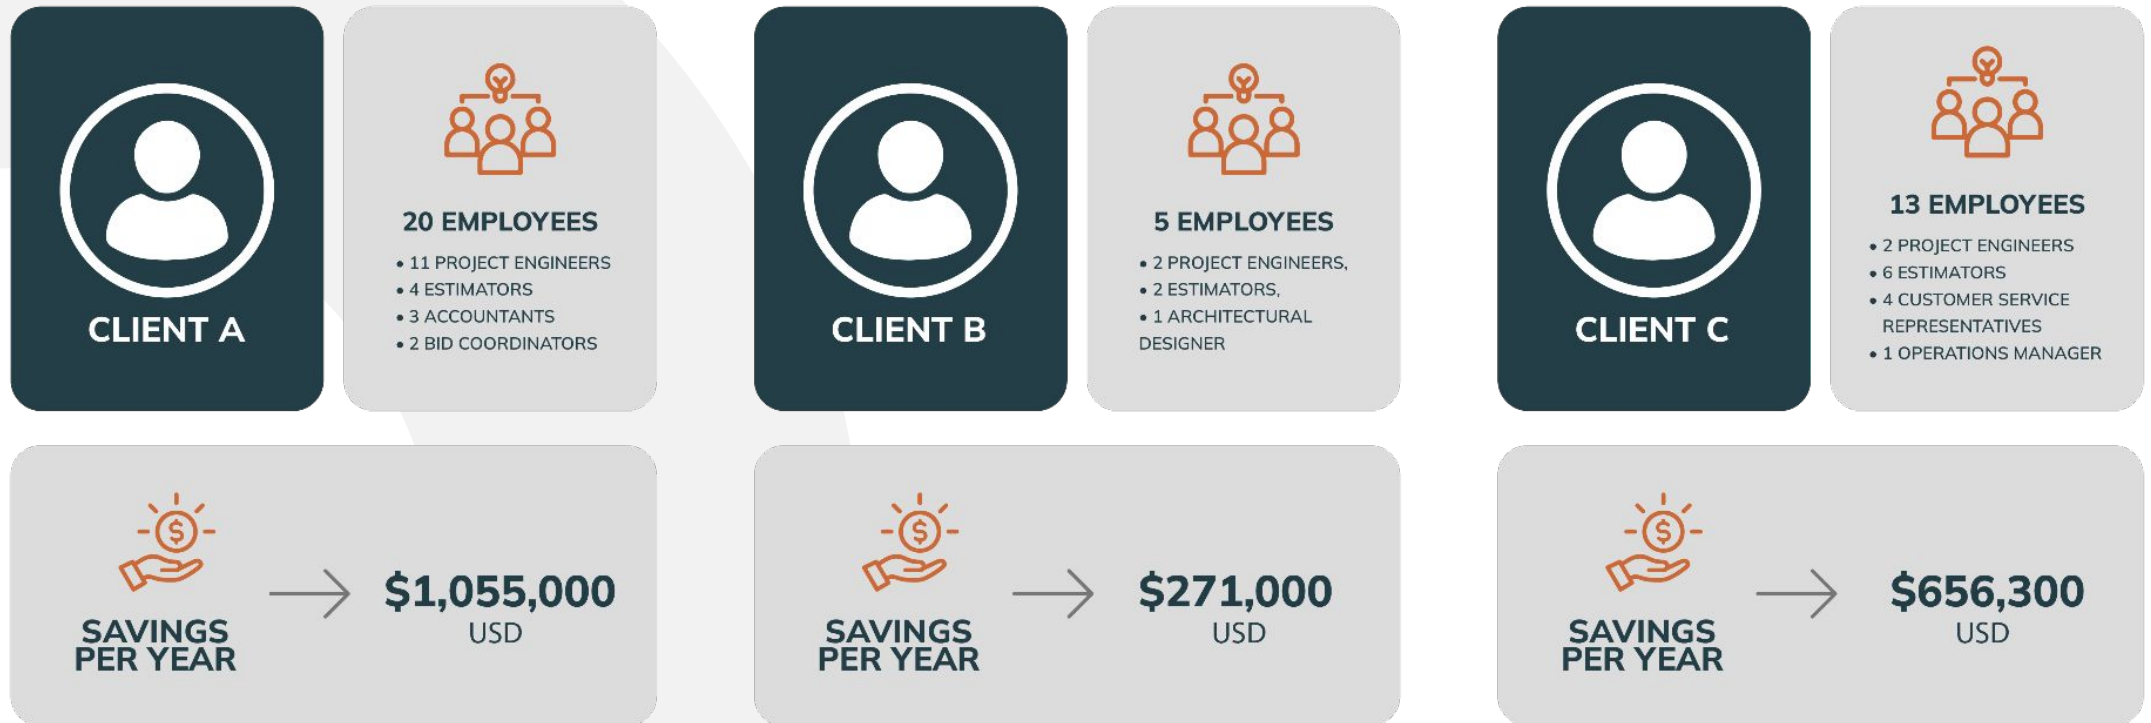 CLIENT A
20 EMPLOYEES
• 11 PROJECT ENGINEERS
• 4 ESTIMATORS
• 3 ACCOUNTANTS
• 2 BID COORDINATORS
SAVINGS
PER YEAR
$1,055,000
USD
CLIENT B
5 EMPLOYEES
• 2 PROJECT ENGINEERS,
• 2 ESTIMATORS,
• 1 ARCHITECTURAL
DESIGNER
SAVINGS
PER YEAR
$271,000
USD
CLIENT C
13 EMPLOYEES
• 2 PROJECT ENGINEERS
• 6 ESTIMATORS
• 4 CUSTOMER SERVICE
REPRESENTATIVES
• 1 OPERATIONS MANAGER
SAVINGS
PER YEAR
$656,300
USD